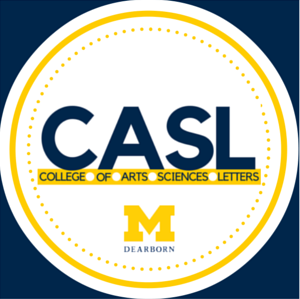 CASL
COLLEGE OF ARTS SCIENCES LETTERS
M
DEARBORN